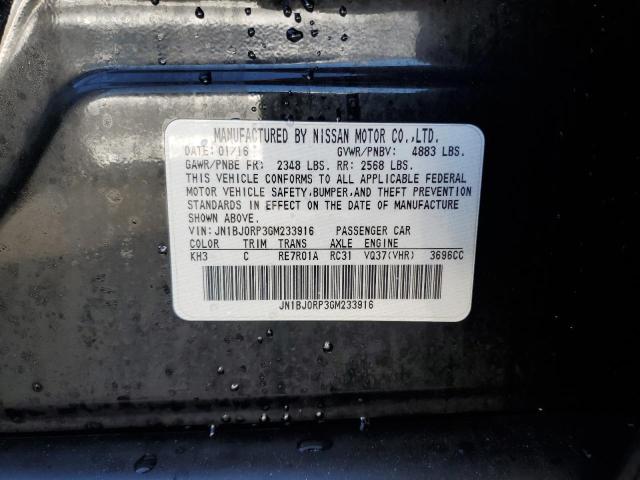 MANUFACTURED BY NISSAN MOTOR CO.,LTD.
DATE: 01/16 GVWR/PNBV: 4883 LBS.
GAWR/PNBE FR: 2348 LBS. RR: 2568 LBS.
THIS VEHICLE CONFORMS TO ALL APPLICABLE FEDERAL
MOTOR VEHICLE SAFETY,BUMPER,AND THEFT PREVENTION
STANDARDS IN EFFECT ON THE DATE OF MANUFACTURE
SHOWN ABOVE.
VIN: JN1BJ0RP3GM233916 PASSENGER CAR
COLOR TRIM TRANS AXLE ENGINE
KH3 C RE7R01A RC31 VQ37(VHR) 3696CC
JN1BJ0RP3GM233916